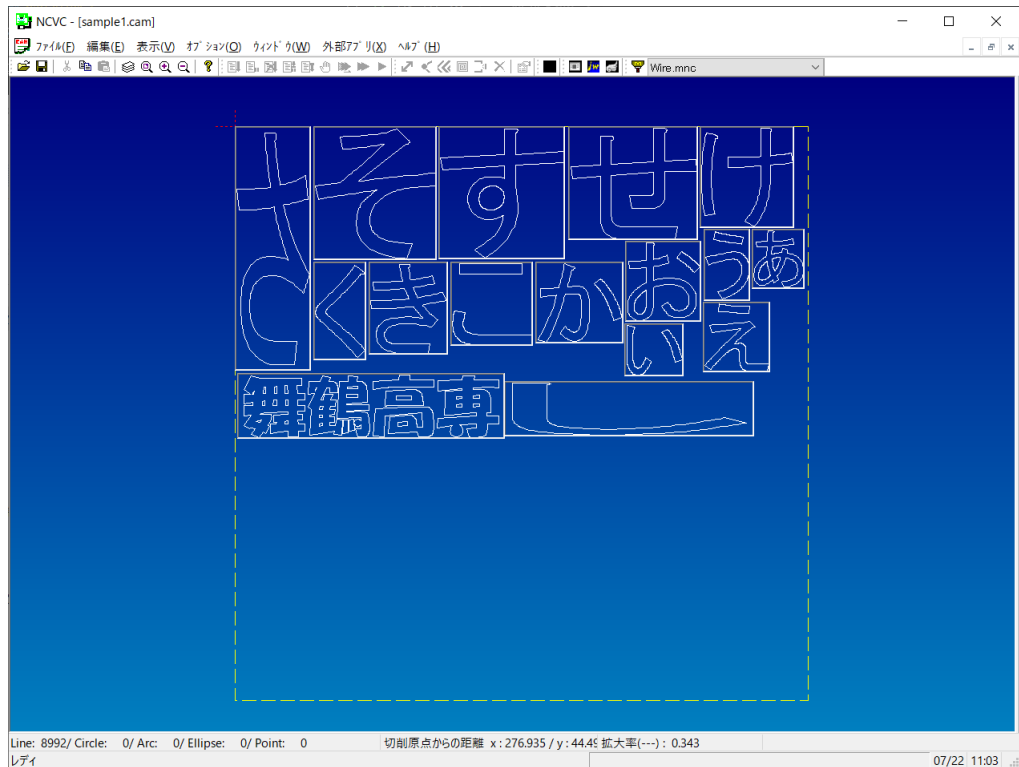 NCVC - [sample1.cam]
ファイル(F) 編集(E) 表示(V) オプション(O) ウィンドウ(W) 外部アプリ(X) ヘルプ(H)
Wire.mnc
さ そ す せ け
く き こ か お う ぁ
ぃ え
舞鶴高専 し
Line: 8992/ Circle: 0/ Arc: 0/ Ellipse: 0/ Point: 0 切削原点からの距離 x : 276.935 / y : 44.49 拡大率(---) : 0.343
レディ 07/22 11:03